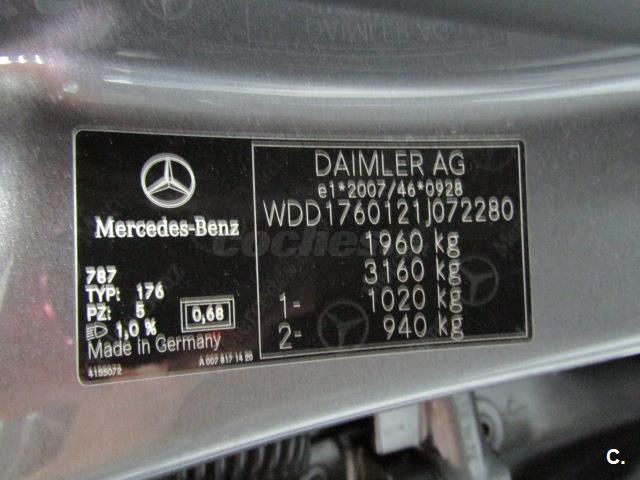 DAIMLER AG
e1*2007/46*0928
WDD1760121J072280
1960 kg
3160 kg
1- 1020 kg
2- 940 kg
Mercedes-Benz
787
TYP: 176
PZ: 5
1,0 %
0,68
Made in Germany
4155072
A 007 817 14 20
coches
C.